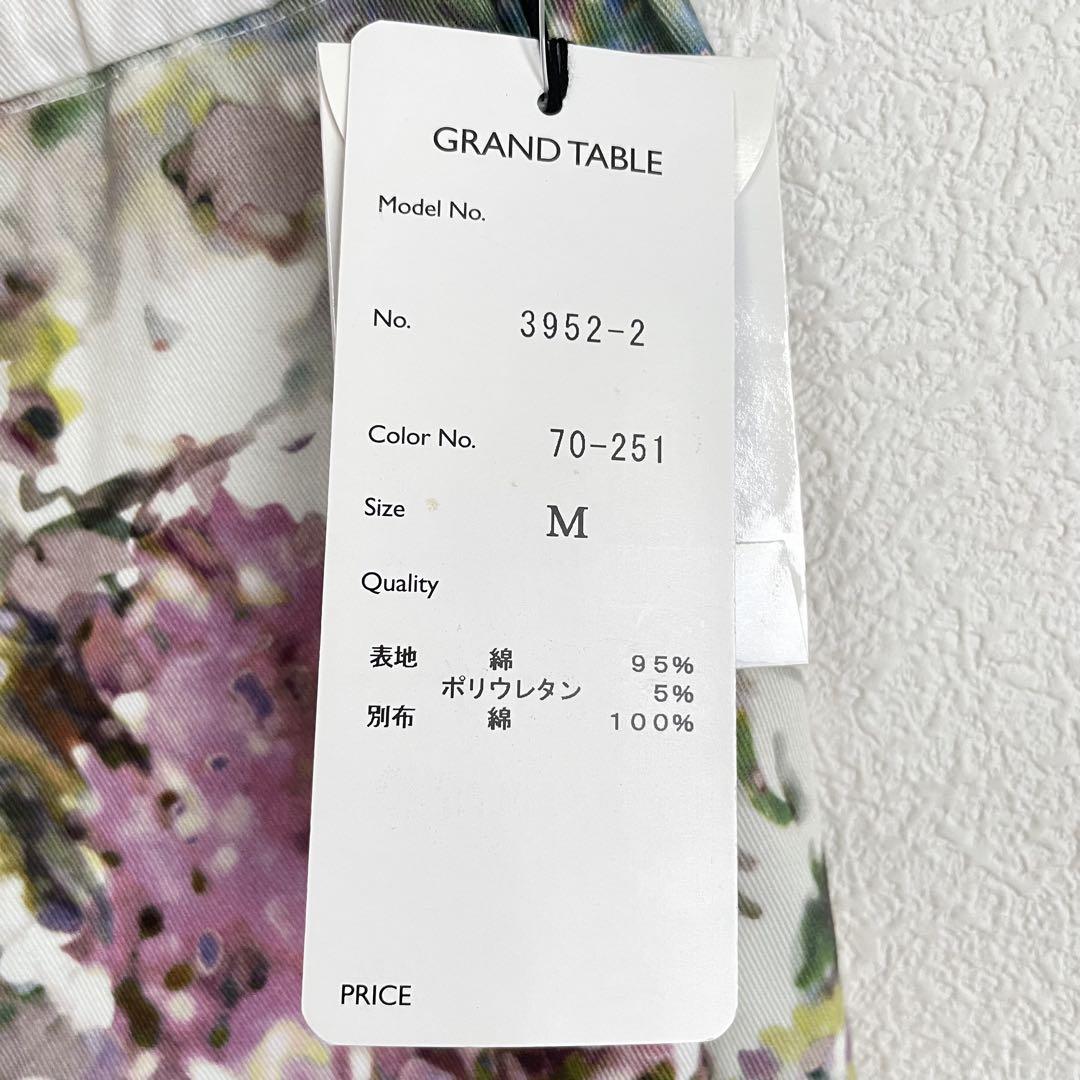 GRAND TABLE
Model No.
No. 3952-2
Color No. 70-251
Size M
Quality
表地 綿 95%
ポリウレタン 5%
別布 綿 100%
PRICE